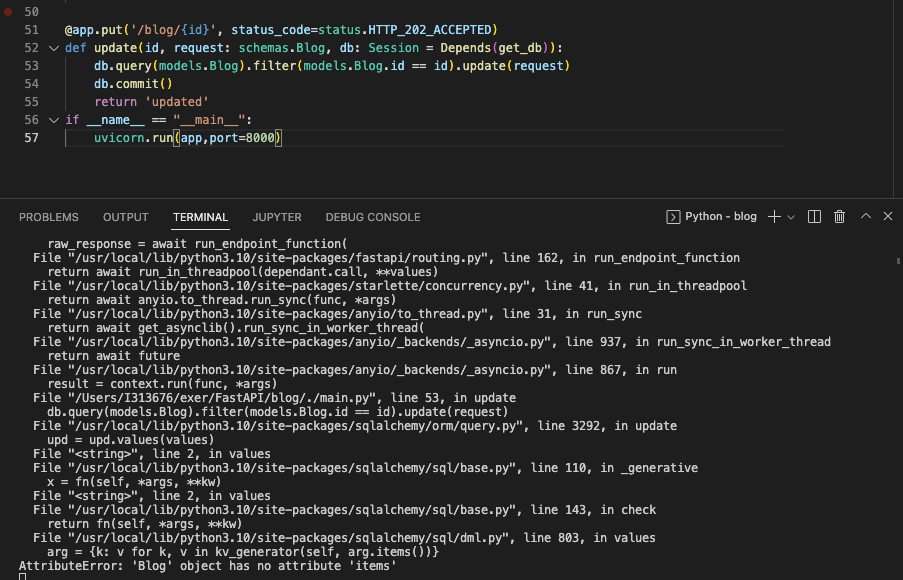 50
51 @app.put('/blog/{id}', status_code=status.HTTP_202_ACCEPTED)
52 def update(id, request: schemas.Blog, db: Session = Depends(get_db)):
53 db.query(models.Blog).filter(models.Blog.id == id).update(request)
54 db.commit()
55 return 'updated'
56 if __name__ == "__main__":
57 uvicorn.run(app,port=8000)
PROBLEMS OUTPUT TERMINAL JUPYTER DEBUG CONSOLE Python - blog
raw_response = await run_endpoint_function(
File "/usr/local/lib/python3.10/site-packages/fastapi/routing.py", line 162, in run_endpoint_function
return await run_in_threadpool(dependant.call, **values)
File "/usr/local/lib/python3.10/site-packages/starlette/concurrency.py", line 41, in run_in_threadpool
return await anyio.to_thread.run_sync(func, *args)
File "/usr/local/lib/python3.10/site-packages/anyio/to_thread.py", line 31, in run_sync
return await get_asynclib().run_sync_in_worker_thread(
File "/usr/local/lib/python3.10/site-packages/anyio/_backends/_asyncio.py", line 937, in run_sync_in_worker_thread
return await future
File "/usr/local/lib/python3.10/site-packages/anyio/_backends/_asyncio.py", line 867, in run
result = context.run(func, *args)
File "/Users/I313676/exer/FastAPI/blog/./main.py", line 53, in update
db.query(models.Blog).filter(models.Blog.id == id).update(request)
File "/usr/local/lib/python3.10/site-packages/sqlalchemy/orm/query.py", line 3292, in update
upd = upd.values(values)
File "<string>", line 2, in values
File "/usr/local/lib/python3.10/site-packages/sqlalchemy/sql/base.py", line 110, in _generative
x = fn(self, *args, **kw)
File "<string>", line 2, in values
File "/usr/local/lib/python3.10/site-packages/sqlalchemy/sql/base.py", line 143, in check
return fn(self, *args, **kw)
File "/usr/local/lib/python3.10/site-packages/sqlalchemy/sql/dml.py", line 803, in values
arg = {k: v for k, v in kv_generator(self, arg.items())}
AttributeError: 'Blog' object has no attribute 'items'